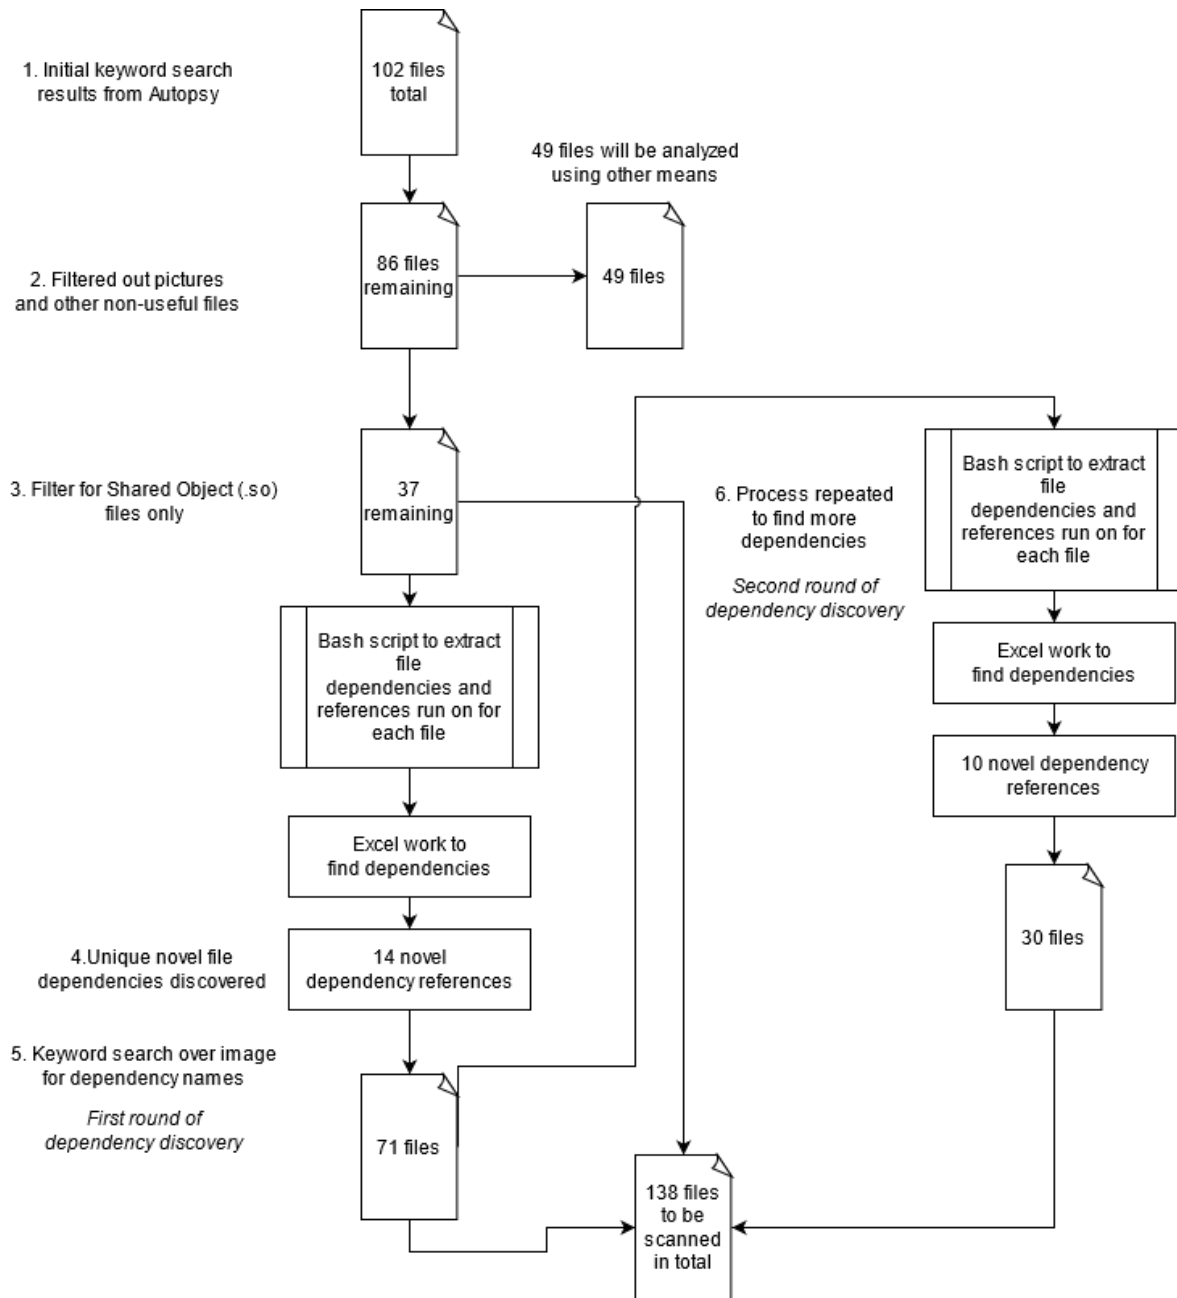 1. Initial keyword search
results from Autopsy
102 files
total
49 files will be analyzed
using other means
2. Filtered out pictures
and other non-useful files
86 files
remaining
49 files
3. Filter for Shared Object (.so)
files only
37
remaining
Bash script to extract
file
dependencies and
references run on for
each file
Excel work to
find dependencies
4.Unique novel file
dependencies discovered
14 novel
dependency references
5. Keyword search over image
for dependency names
First round of
dependency discovery
71 files
6. Process repeated
to find more
dependencies
Second round of
dependency discovery
Bash script to extract
file
dependencies and
references run on for
each file
Excel work to
find dependencies
10 novel dependency
references
30 files
138 files
to be
scanned
in total